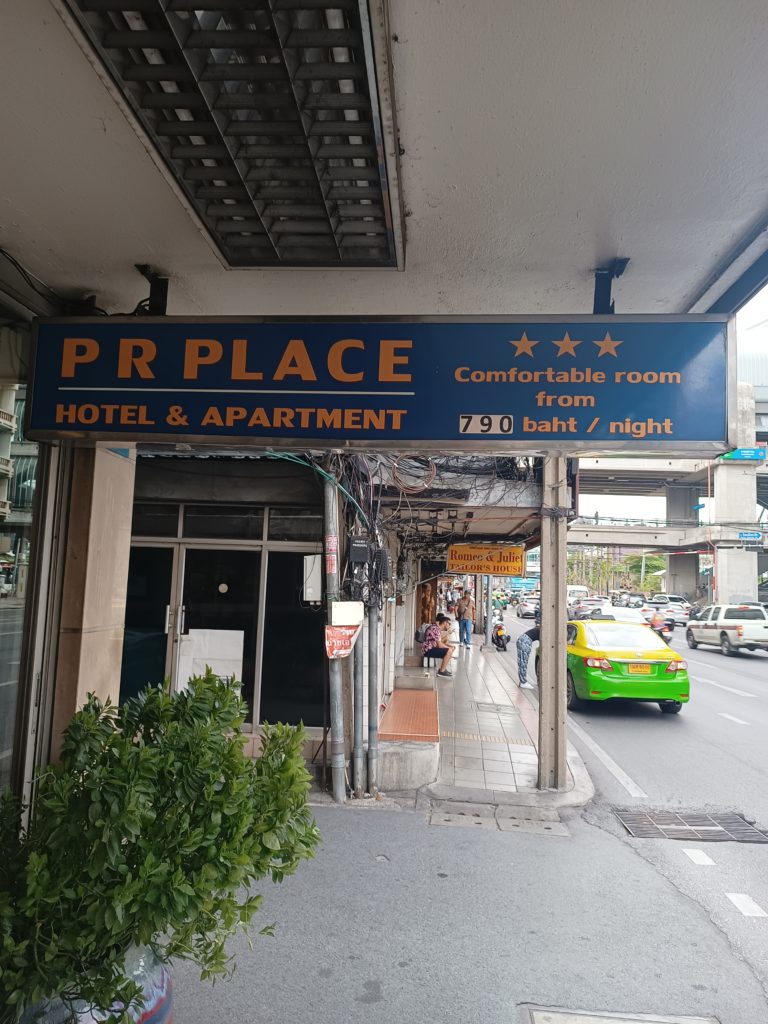 P R PLACE
HOTEL & APARTMENT
Comfortable room
from
790 baht / night
Romeo & Juliet
TAILOR'S HOUSE